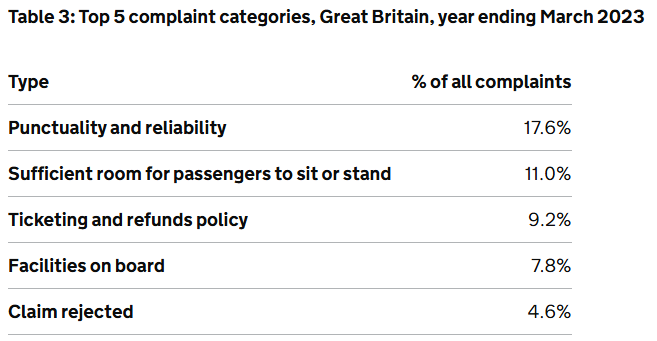 Table 3: Top 5 complaint categories, Great Britain, year ending March 2023
Type % of all complaints
Punctuality and reliability 17.6%
Sufficient room for passengers to sit or stand 11.0%
Ticketing and refunds policy 9.2%
Facilities on board 7.8%
Claim rejected 4.6%